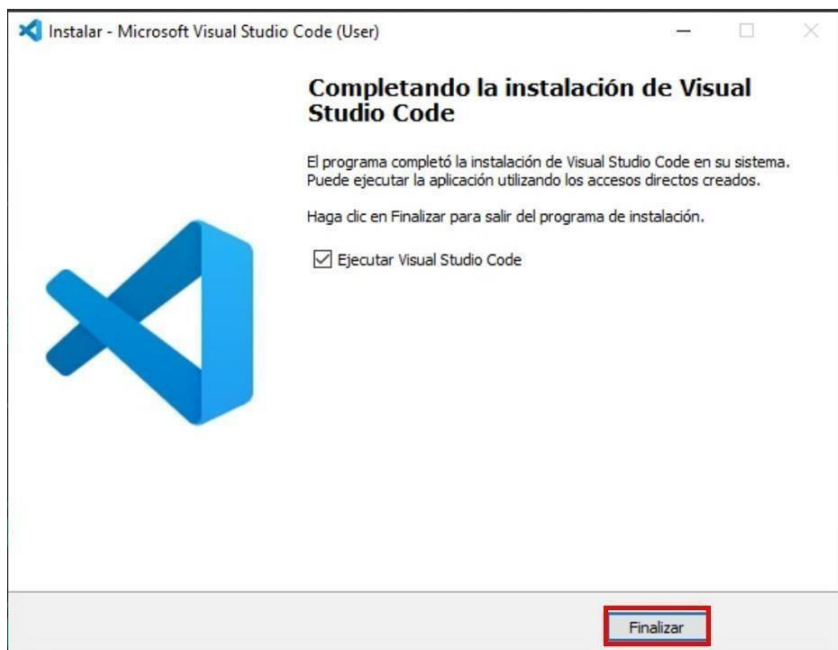 Instalar - Microsoft Visual Studio Code (User)
Completando la instalación de Visual
Studio Code
El programa completó la instalación de Visual Studio Code en su sistema.
Puede ejecutar la aplicación utilizando los accesos directos creados.
Haga clic en Finalizar para salir del programa de instalación.
Ejecutar Visual Studio Code
Finalizar